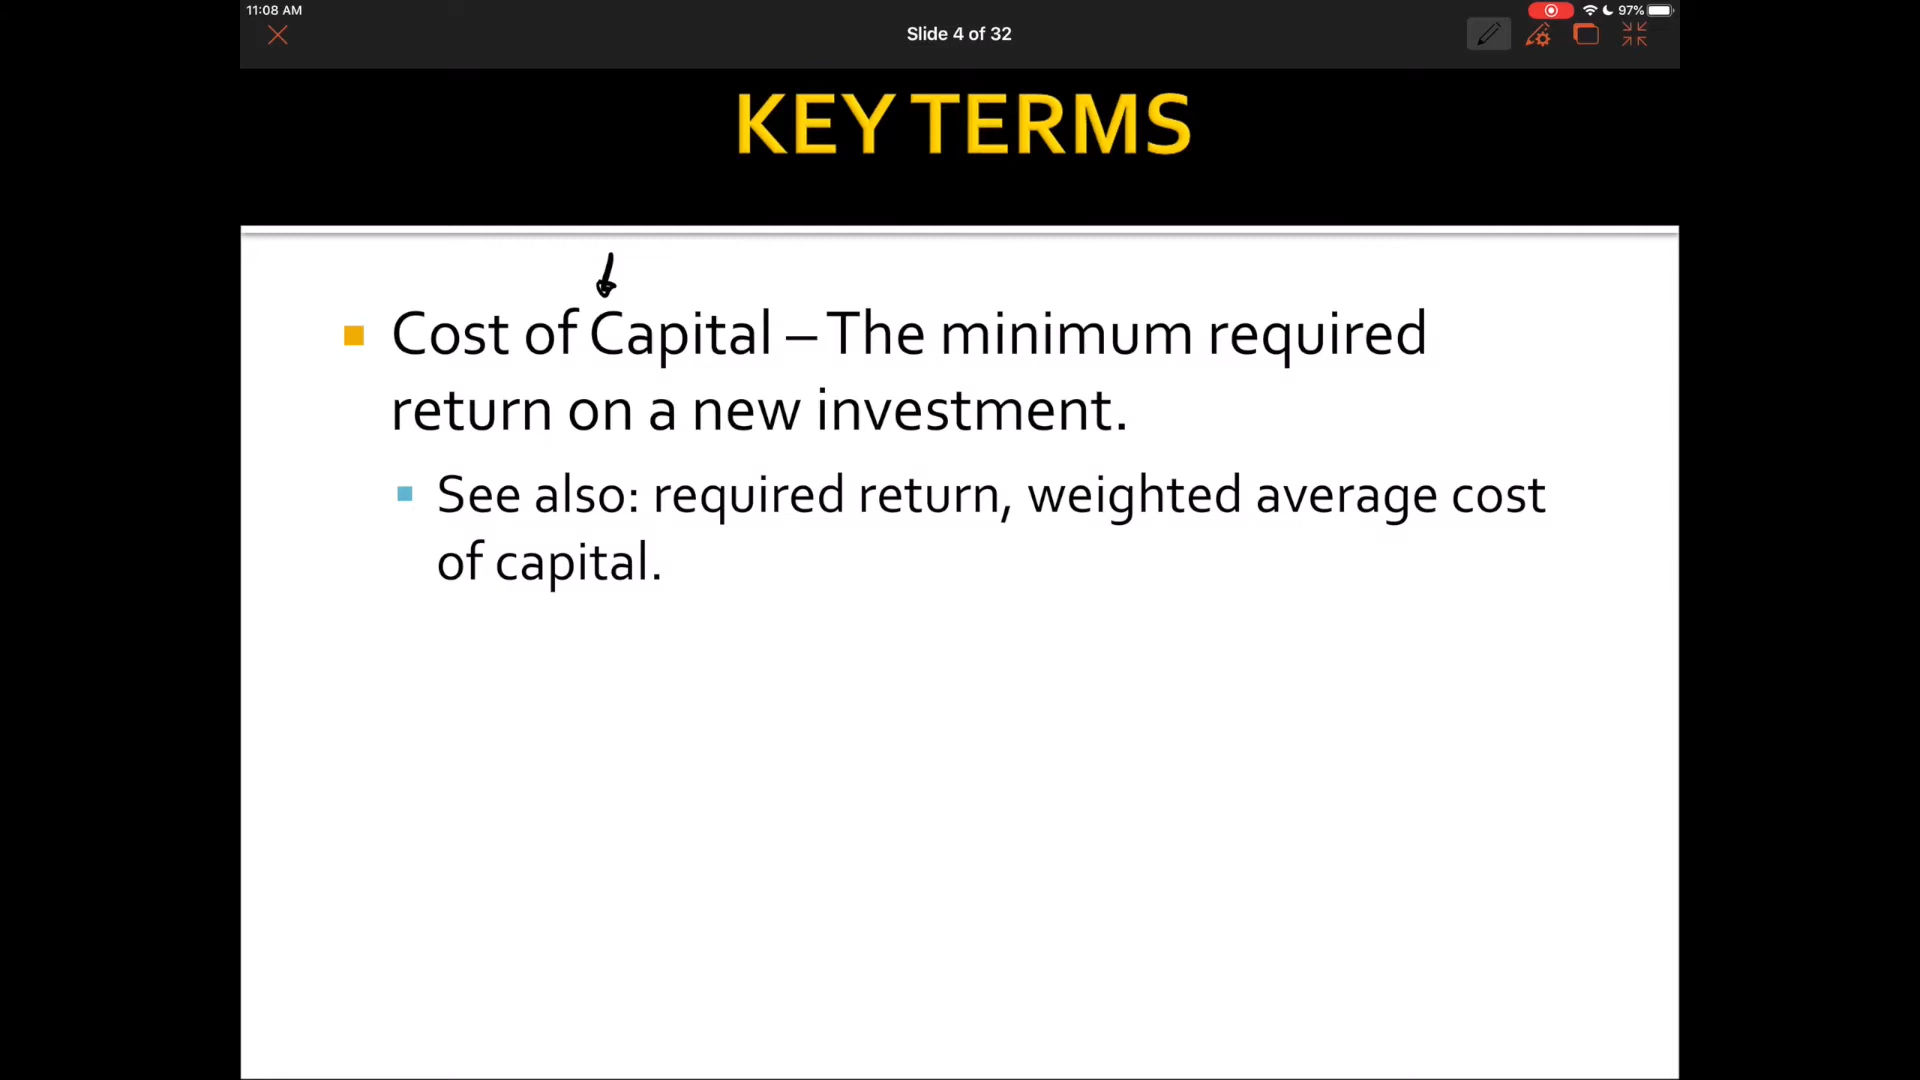 11:08 AM
97%
Slide 4 of 32
KEY TERMS
Cost of Capital – The minimum required
return on a new investment.
See also: required return, weighted average cost
of capital.